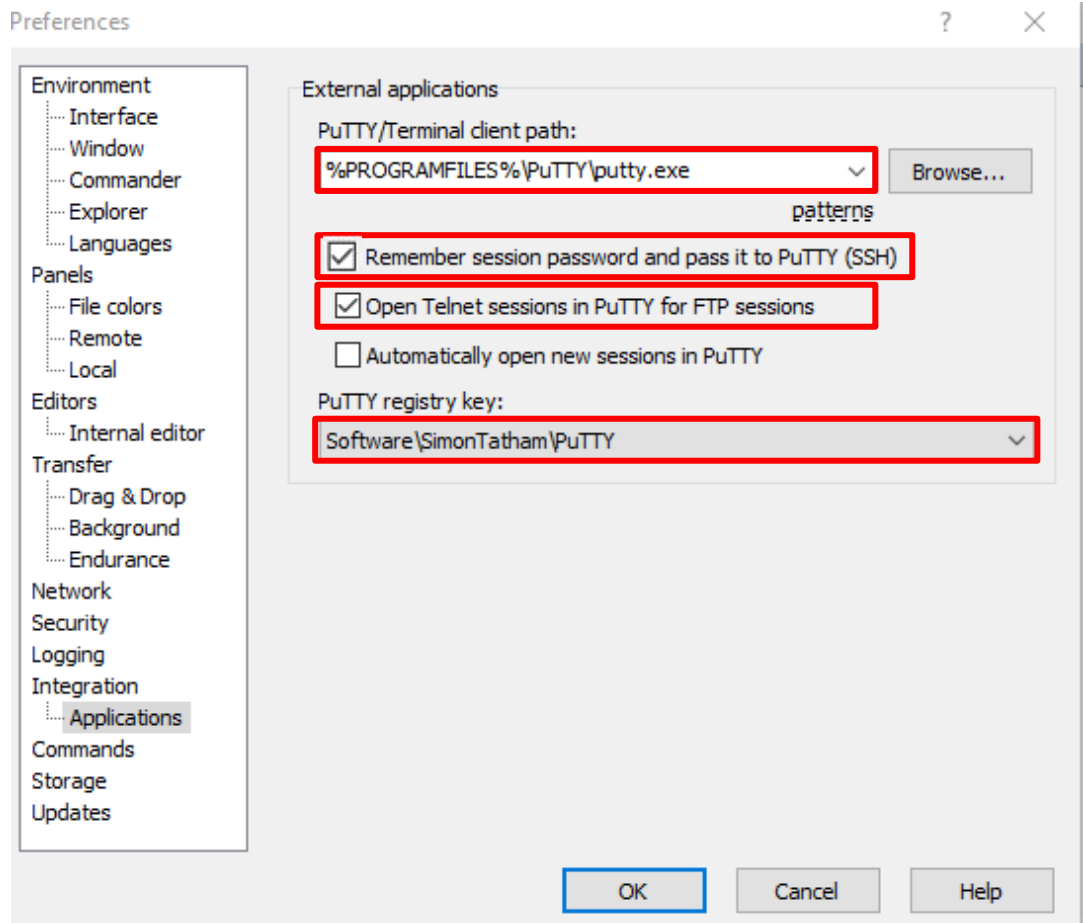 Preferences
?
Environment
Interface
Window
Commander
Explorer
Languages
Panels
File colors
Remote
Local
Editors
Internal editor
Transfer
Drag & Drop
Background
Endurance
Network
Security
Logging
Integration
Applications
Commands
Storage
Updates
External applications
PuTTY/Terminal client path:
%PROGRAMFILES%\PuTTY\putty.exe
Browse...
patterns
Remember session password and pass it to PuTTY (SSH)
Open Telnet sessions in PuTTY for FTP sessions
Automatically open new sessions in PuTTY
PuTTY registry key:
Software\SimonTatham\PuTTY
OK
Cancel
Help